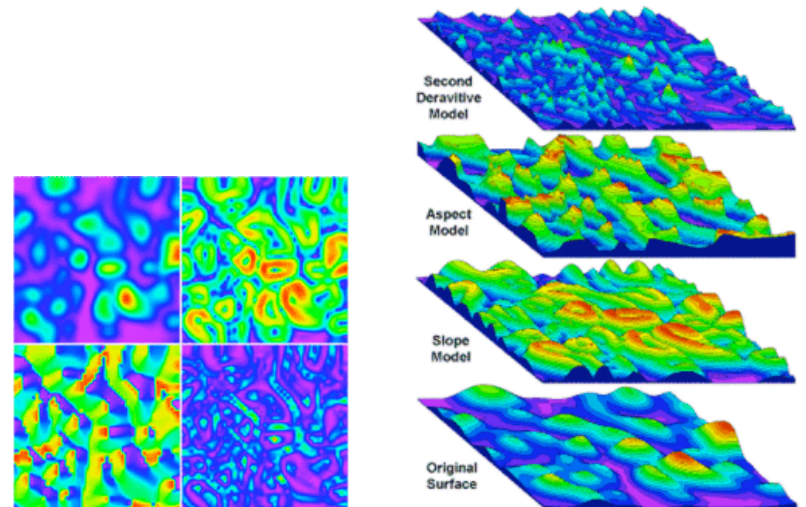 Second
Deravitive
Model
Aspect
Model
Slope
Model
Original
Surface